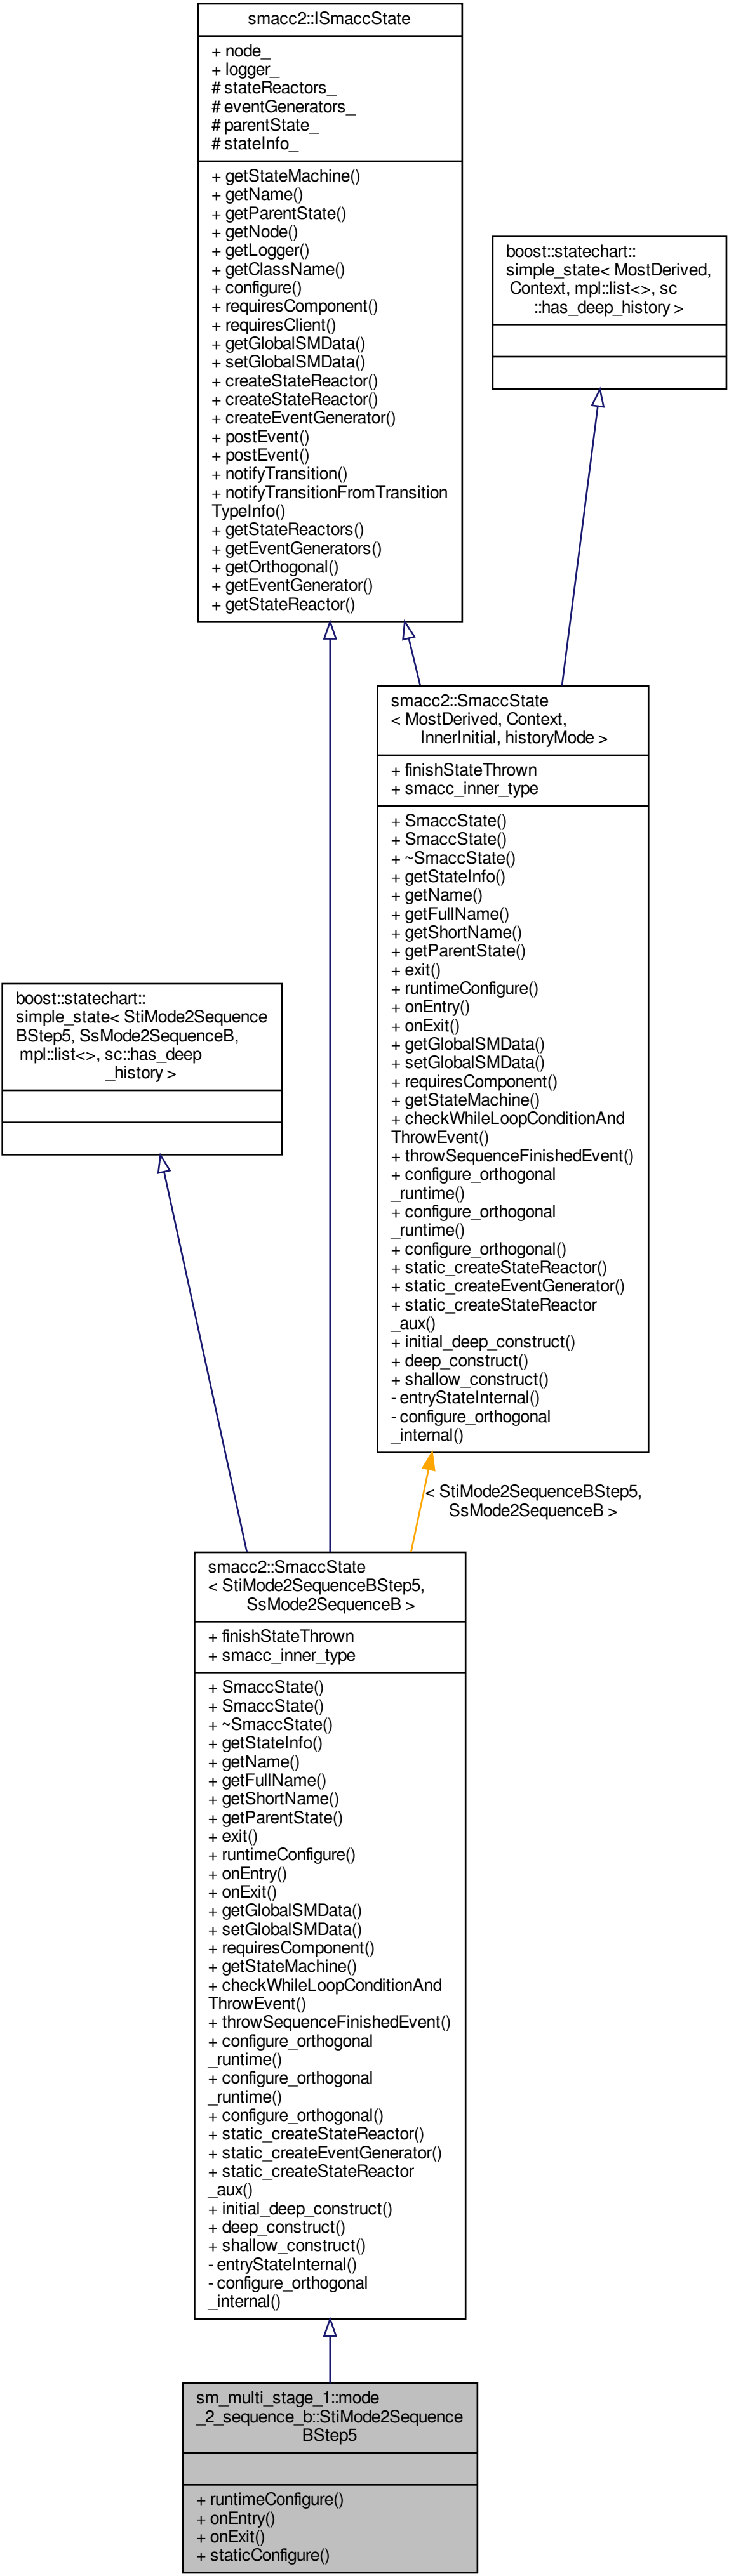 smacc2::ISmaccState
+ node_
+ logger_
# stateReactors_
# eventGenerators_
# parentState_
# stateInfo_
+ getStateMachine()
+ getName()
+ getParentState()
+ getNode()
+ getLogger()
+ getClassName()
+ configure()
+ requiresComponent()
+ requiresClient()
+ getGlobalSMData()
+ setGlobalSMData()
+ createStateReactor()
+ createStateReactor()
+ createEventGenerator()
+ postEvent()
+ postEvent()
+ notifyTransition()
+ notifyTransitionFromTransition
TypeInfo()
+ getStateReactors()
+ getEventGenerators()
+ getOrthogonal()
+ getEventGenerator()
+ getStateReactor()
boost::statechart::
simple_state< MostDerived,
Context, mpl::list<>, sc
::has_deep_history >
smacc2::SmaccState
< MostDerived, Context,
InnerInitial, historyMode >
+ finishStateThrown
+ smacc_inner_type
+ SmaccState()
+ SmaccState()
+ ~SmaccState()
+ getStateInfo()
+ getName()
+ getFullName()
+ getShortName()
+ getParentState()
+ exit()
+ runtimeConfigure()
+ onEntry()
+ onExit()
+ getGlobalSMData()
+ setGlobalSMData()
+ requiresComponent()
+ getStateMachine()
+ checkWhileLoopConditionAnd
ThrowEvent()
+ throwSequenceFinishedEvent()
+ configure_orthogonal
_runtime()
+ configure_orthogonal
_runtime()
+ configure_orthogonal()
+ static_createStateReactor()
+ static_createEventGenerator()
+ static_createStateReactor
_aux()
+ initial_deep_construct()
+ deep_construct()
+ shallow_construct()
- entryStateInternal()
- configure_orthogonal
_internal()
boost::statechart::
simple_state< StiMode2Sequence
BStep5, SsMode2SequenceB,
mpl::list<>, sc::has_deep
_history >
< StiMode2SequenceBStep5,
SsMode2SequenceB >
smacc2::SmaccState
< StiMode2SequenceBStep5,
SsMode2SequenceB >
+ finishStateThrown
+ smacc_inner_type
+ SmaccState()
+ SmaccState()
+ ~SmaccState()
+ getStateInfo()
+ getName()
+ getFullName()
+ getShortName()
+ getParentState()
+ exit()
+ runtimeConfigure()
+ onEntry()
+ onExit()
+ getGlobalSMData()
+ setGlobalSMData()
+ requiresComponent()
+ getStateMachine()
+ checkWhileLoopConditionAnd
ThrowEvent()
+ throwSequenceFinishedEvent()
+ configure_orthogonal
_runtime()
+ configure_orthogonal
_runtime()
+ configure_orthogonal()
+ static_createStateReactor()
+ static_createEventGenerator()
+ static_createStateReactor
_aux()
+ initial_deep_construct()
+ deep_construct()
+ shallow_construct()
- entryStateInternal()
- configure_orthogonal
_internal()
sm_multi_stage_1::mode
_2_sequence_b::StiMode2Sequence
BStep5
+ runtimeConfigure()
+ onEntry()
+ onExit()
+ staticConfigure()